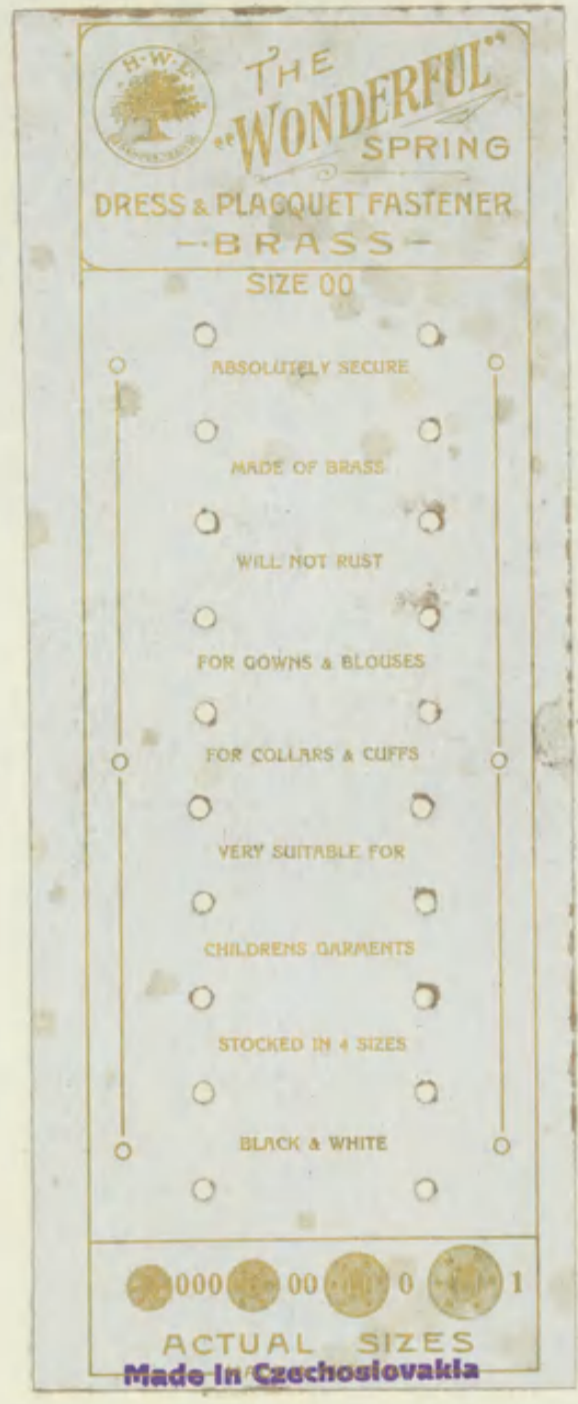 H.W.L.
THE
„WONDERFUL"
SPRING
DRESS & PLACQUET FASTENER
BRASS
SIZE 00
ABSOLUTELY SECURE
MADE OF BRASS
WILL NOT RUST
FOR GOWNS & BLOUSES
FOR COLLARS & CUFFS
VERY SUITABLE FOR
CHILDRENS GARMENTS
STOCKED IN 4 SIZES
BLACK & WHITE
000 00 0 1
ACTUAL SIZES
Made in Czechoslovakia